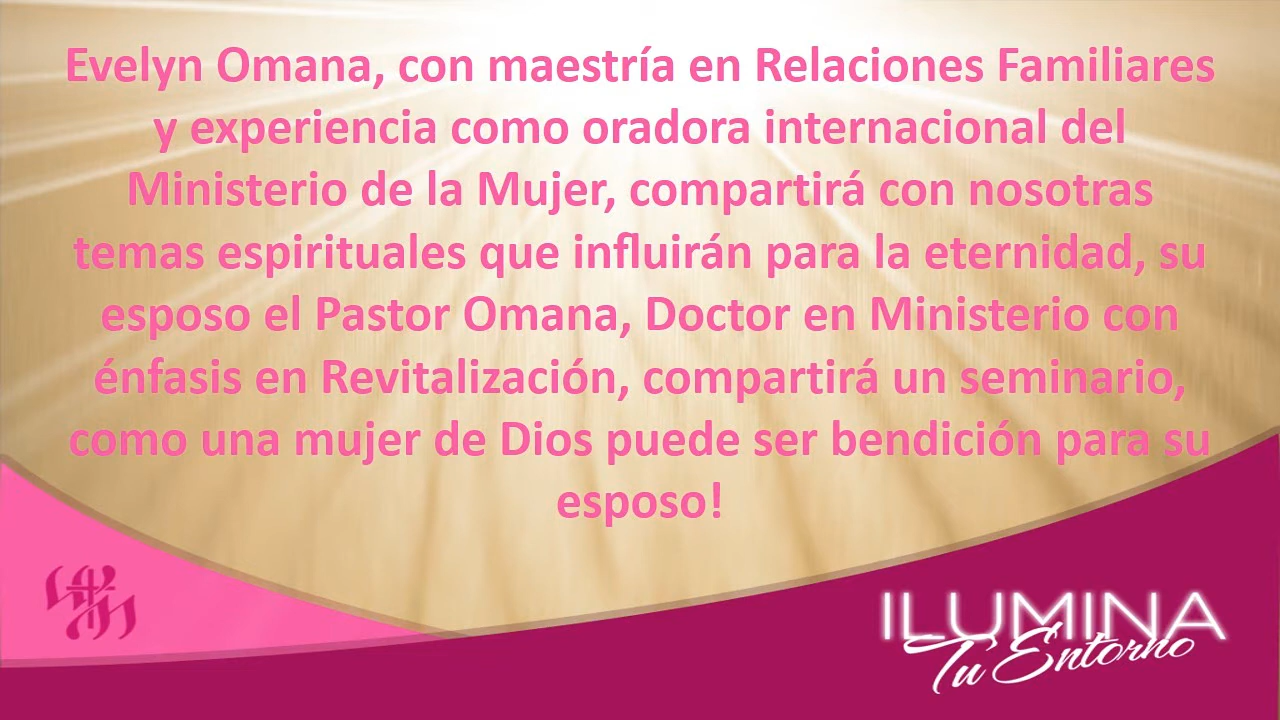 Evelyn Omana, con maestría en Relaciones Familiares
y experiencia como oradora internacional del
Ministerio de la Mujer, compartirá con nosotras
temas espirituales que influirán para la eternidad, su
esposo el Pastor Omana, Doctor en Ministerio con
énfasis en Revitalización, compartirá un seminario,
como una mujer de Dios puede ser bendición para su
esposo!
ILUMINA
Tu Entorno